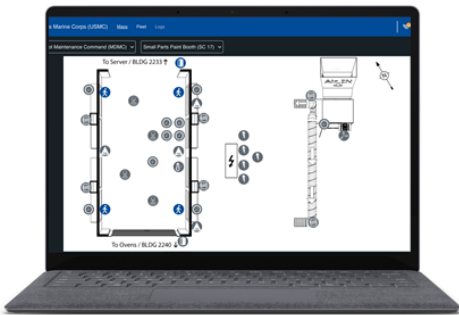 s Marine Corps (USMC) Maps Fleet Logs
ot Maintenance Command (MDMC) Small Parts Paint Booth (SC 17)
To Server / BLDG 2233
To Ovens / BLDG 2240